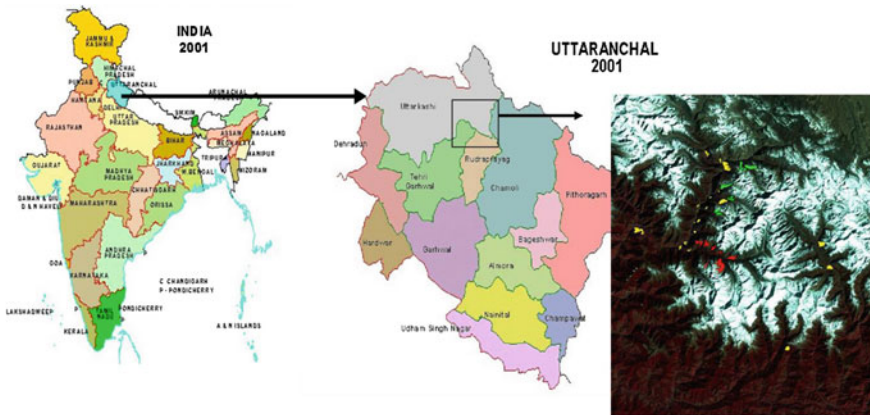 INDIA
2001
JAMMU &
KASHMIR
HIMACHAL
PRADESH
PUNJAB
UTTARANCHAL
HARYANA
DELHI
ARUNACHAL
SIKKIM
RAJASTHAN
UTTAR
PRADESH
ASSAM
NAGALAND
MEGHALAYA
BIHAR
MANIPUR
TRIPURA
MIZORAM
GUJARAT
JHARKHAND
W.BENGAL
MADHYA
PRADESH
CHHATISGARH
DAMAN & DIU
D & N HAVELI
MAHARASHTRA
ORISSA
ANDHRA
PRADESH
GOA
KARNATAKA
C CHANDIGARH
P - PONDICHERRY
LAKSHADWEEP
P
PONDICHERRY
TAMIL
NADU
KERALA
A & N ISLANDS
UTTARANCHAL
2001
Uttarkashi
Dehradun
Rudraprayag
Tehri
Garhwal
Chamoli
Pithoragarh
Hardwar
Garhwal
Bageshwar
Almora
Nainital
Champawat
Udham Singh Nagar